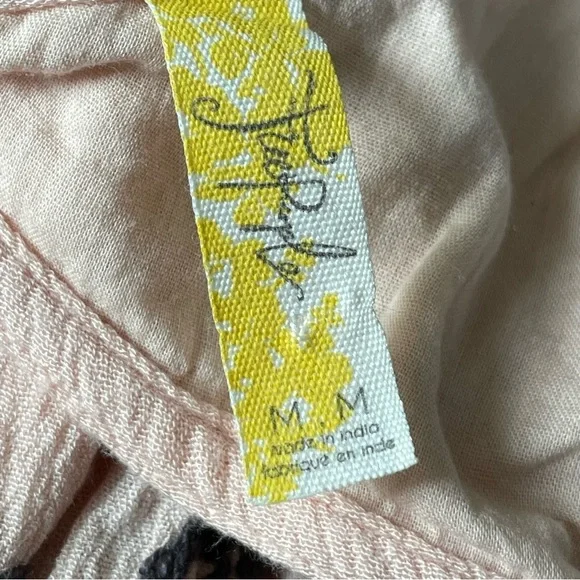 Free People
M . M
made in india
fabriqué en inde